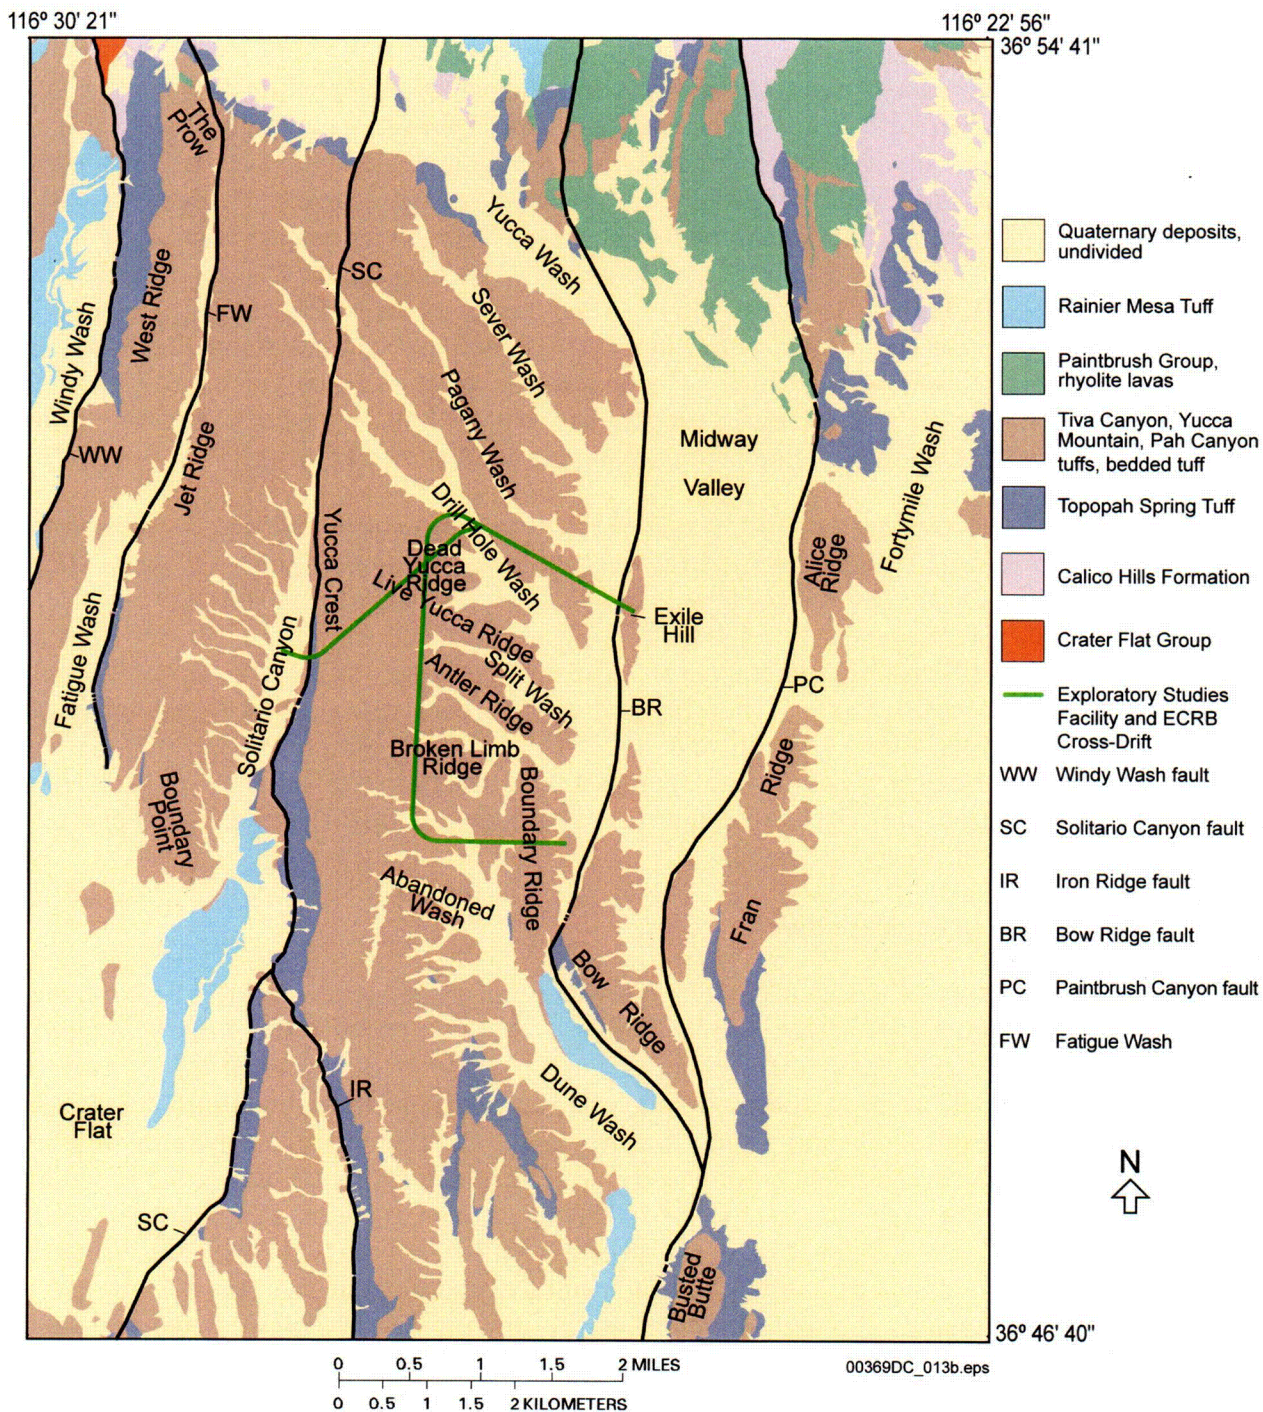 116º 30' 21"
116º 22' 56"
36º 54' 41"
The
Prow
Yucca Wash
SC
FW
West Ridge
Windy Wash
Sever Wash
Pagany Wash
WW
Jet Ridge
Midway
Valley
Fortymile Wash
Drill Hole Wash
Yucca Crest
Dead
Yucca
Ridge
Live Yucca Ridge
Alice
Ridge
Exile
Hill
Fatigue Wash
Solitario Canyon
Split Wash
Antler Ridge
PC
BR
Broken Limb
Ridge
Boundary
Point
Boundary Ridge
Fran
Ridge
Abandoned
Wash
Bow
Ridge
IR
Dune Wash
Crater
Flat
SC
Busted
Butte
36º 46' 40"
Quaternary deposits,
undivided
Rainier Mesa Tuff
Paintbrush Group,
rhyolite lavas
Tiva Canyon, Yucca
Mountain, Pah Canyon
tuffs, bedded tuff
Topopah Spring Tuff
Calico Hills Formation
Crater Flat Group
Exploratory Studies
Facility and ECRB
Cross-Drift
WW Windy Wash fault
SC Solitario Canyon fault
IR Iron Ridge fault
BR Bow Ridge fault
PC Paintbrush Canyon fault
FW Fatigue Wash
N
0 0.5 1 1.5 2 MILES
0 0.5 1 1.5 2 KILOMETERS
00369DC_013b.eps